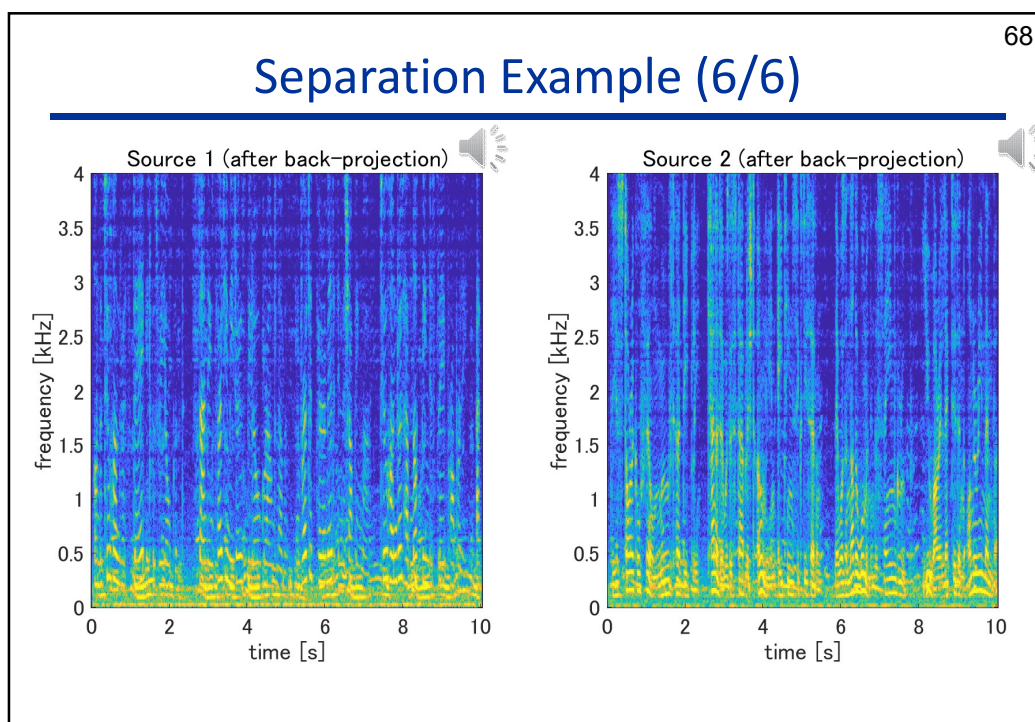 68
Separation Example (6/6)
Source 1 (after back-projection)
4
3.5
3
2.5
2
1.5
1
0.5
0
frequency [kHz]
0 2 4 6 8 10
time [s]
Source 2 (after back-projection)
4
3.5
3
2.5
2
1.5
1
0.5
0
frequency [kHz]
0 2 4 6 8 10
time [s]